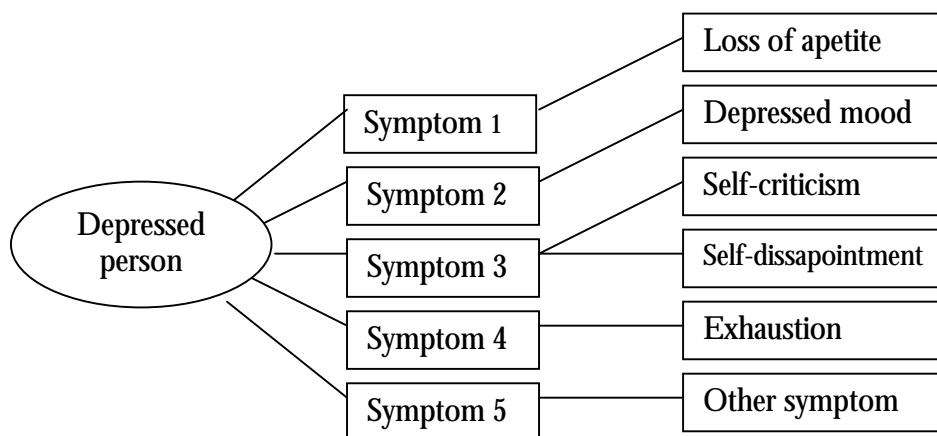 Depressed
person
Symptom 1
Symptom 2
Symptom 3
Symptom 4
Symptom 5
Loss of apetite
Depressed mood
Self-criticism
Self-dissapointment
Exhaustion
Other symptom